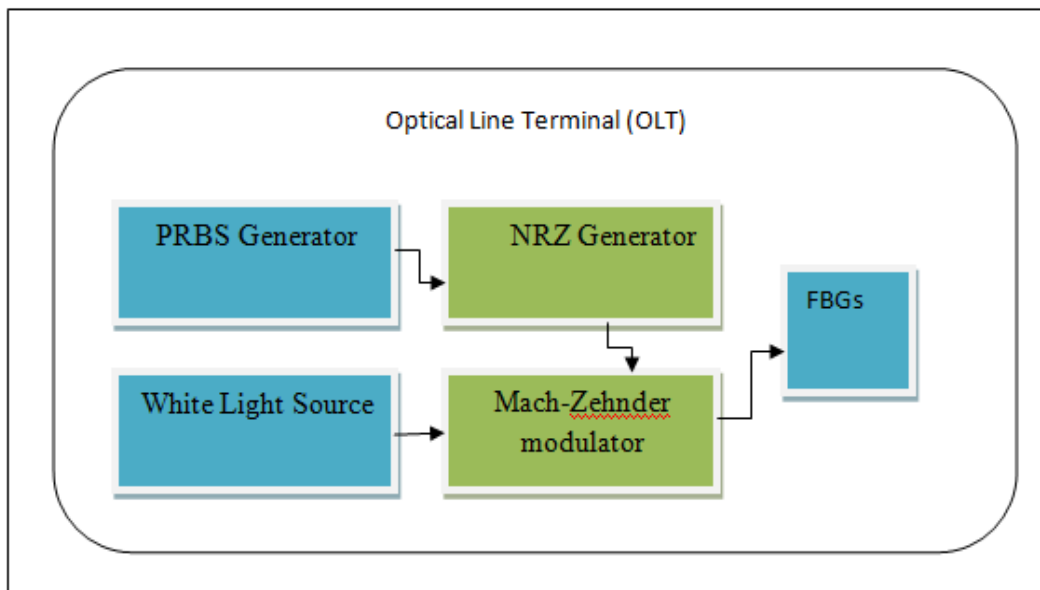 Optical Line Terminal (OLT)
PRBS Generator
NRZ Generator
FBGs
White Light Source
Mach-Zehnder
modulator